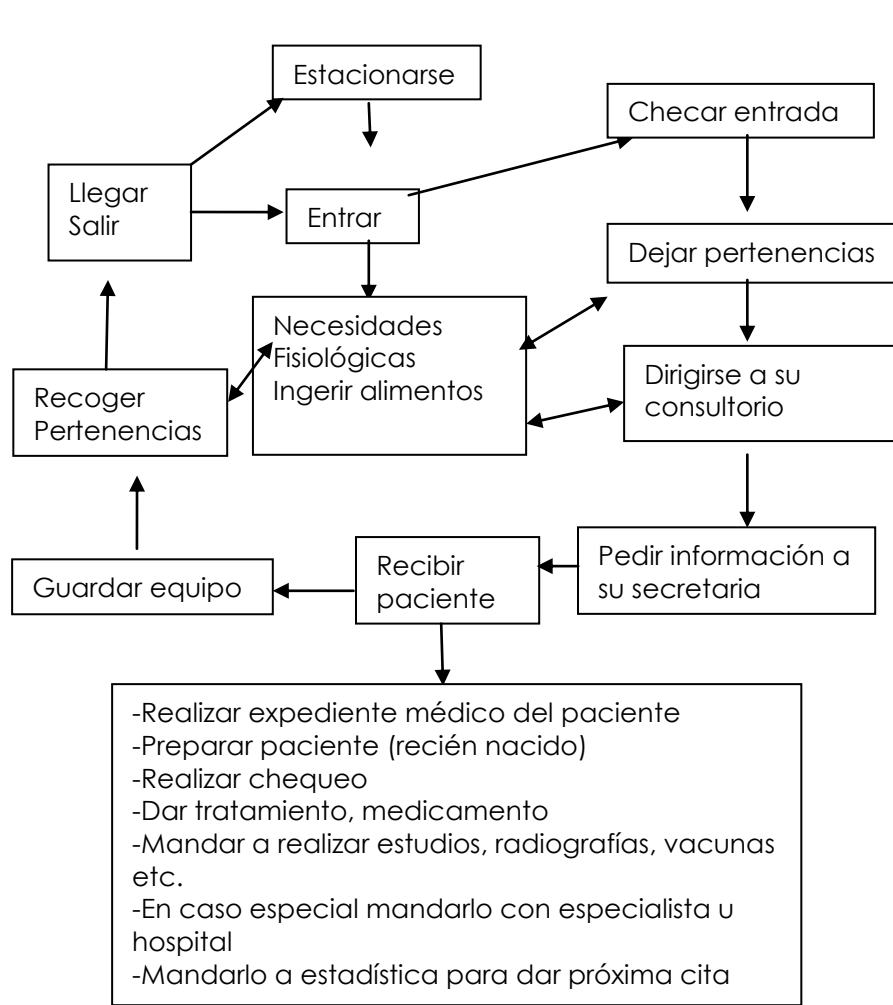 Estacionarse
Checar entrada
Llegar
Salir
Entrar
Dejar pertenencias
Necesidades
Fisiológicas
Ingerir alimentos
Dirigirse a su
consultorio
Recoger
Pertenencias
Pedir información a
su secretaria
Recibir
paciente
Guardar equipo
-Realizar expediente médico del paciente
-Preparar paciente (recién nacido)
-Realizar chequeo
-Dar tratamiento, medicamento
-Mandar a realizar estudios, radiografías, vacunas
etc.
-En caso especial mandarlo con especialista u
hospital
-Mandarlo a estadística para dar próxima cita